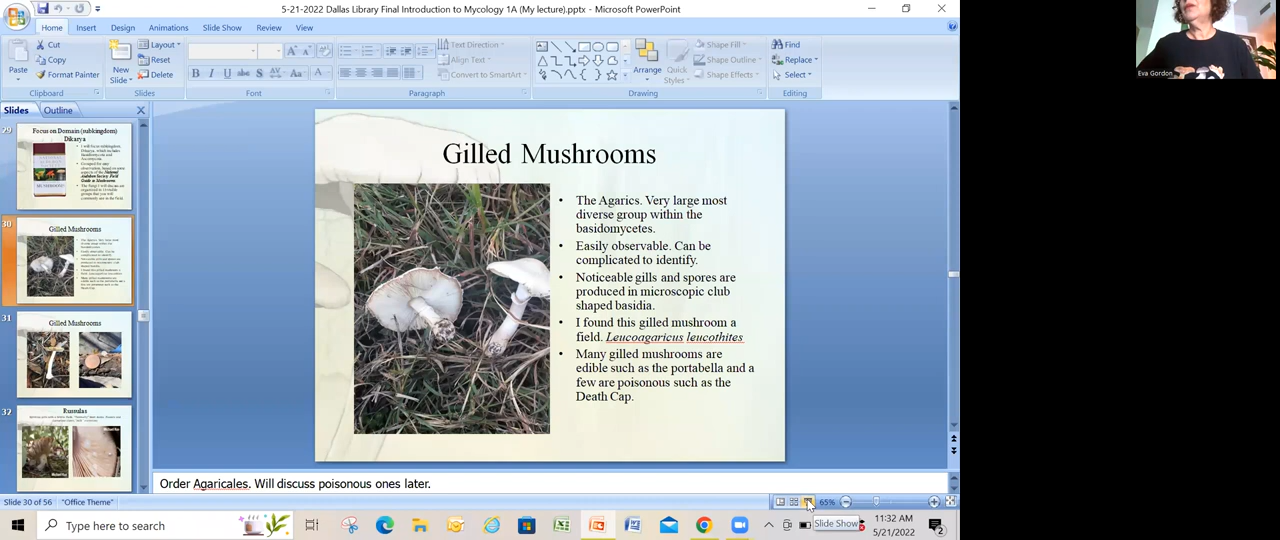 5-21-2022 Dallas Library Final Introduction to Mycology 1A (My lecture).pptx - Microsoft PowerPoint
Home Insert Design Animations Slide Show Review View
Cut
Copy
Format Painter
Paste
Clipboard
New
Slide
Layout
Reset
Delete
Slides
B I U abc S AV Aa A
Font
Text Direction
Align Text
Convert to SmartArt
Paragraph
Arrange
Quick
Styles
Shape Fill
Shape Outline
Shape Effects
Drawing
Find
Replace
Select
Editing
Eva Gordon
Slides Outline
29
Focus on Domain (subkingdom)
Dikarya
30
Gilled Mushrooms
31
Gilled Mushrooms
32
Russulas
Gilled Mushrooms
• The Agarics. Very large most
diverse group within the
basidomycetes.
• Easily observable. Can be
complicated to identify.
• Noticeable gills and spores are
produced in microscopic club
shaped basidia.
• I found this gilled mushroom a
field. Leucoagaricus leucothites
• Many gilled mushrooms are
edible such as the portabella and a
few are poisonous such as the
Death Cap.
Order Agaricales. Will discuss poisonous ones later.
Slide 30 of 56 "Office Theme" 65%
Slide Show
Type here to search
11:32 AM
5/21/2022
2